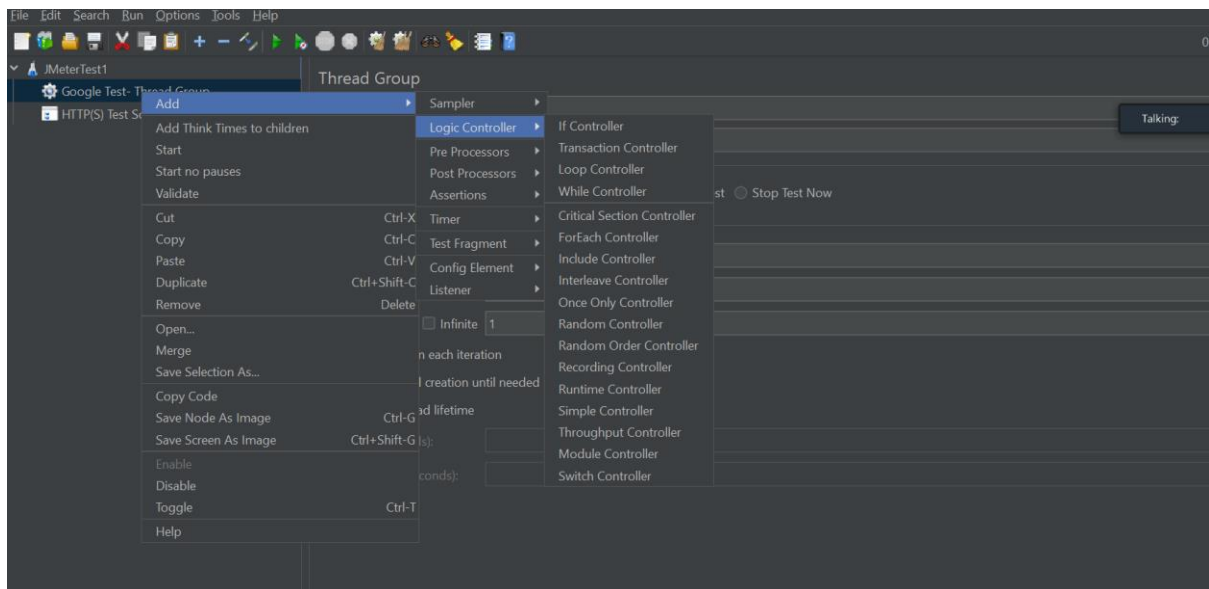 File Edit Search Run Options Tools Help
JMeterTest1
Google Test- Thread Group
HTTP(S) Test Sc
Thread Group
Talking:
Add
Add Think Times to children
Start
Start no pauses
Validate
Cut Ctrl-X
Copy Ctrl-C
Paste Ctrl-V
Duplicate Ctrl+Shift-C
Remove Delete
Open...
Merge
Save Selection As...
Copy Code
Save Node As Image Ctrl-G
Save Screen As Image Ctrl+Shift-G
Enable
Disable
Toggle Ctrl-T
Help
Sampler
Logic Controller
Pre Processors
Post Processors
Assertions
Timer
Test Fragment
Config Element
Listener
If Controller
Transaction Controller
Loop Controller
While Controller
Critical Section Controller
ForEach Controller
Include Controller
Interleave Controller
Once Only Controller
Random Controller
Random Order Controller
Recording Controller
Runtime Controller
Simple Controller
Throughput Controller
Module Controller
Switch Controller
st Stop Test Now
Infinite 1
n each iteration
creation until needed
ad lifetime
ls):
conds):